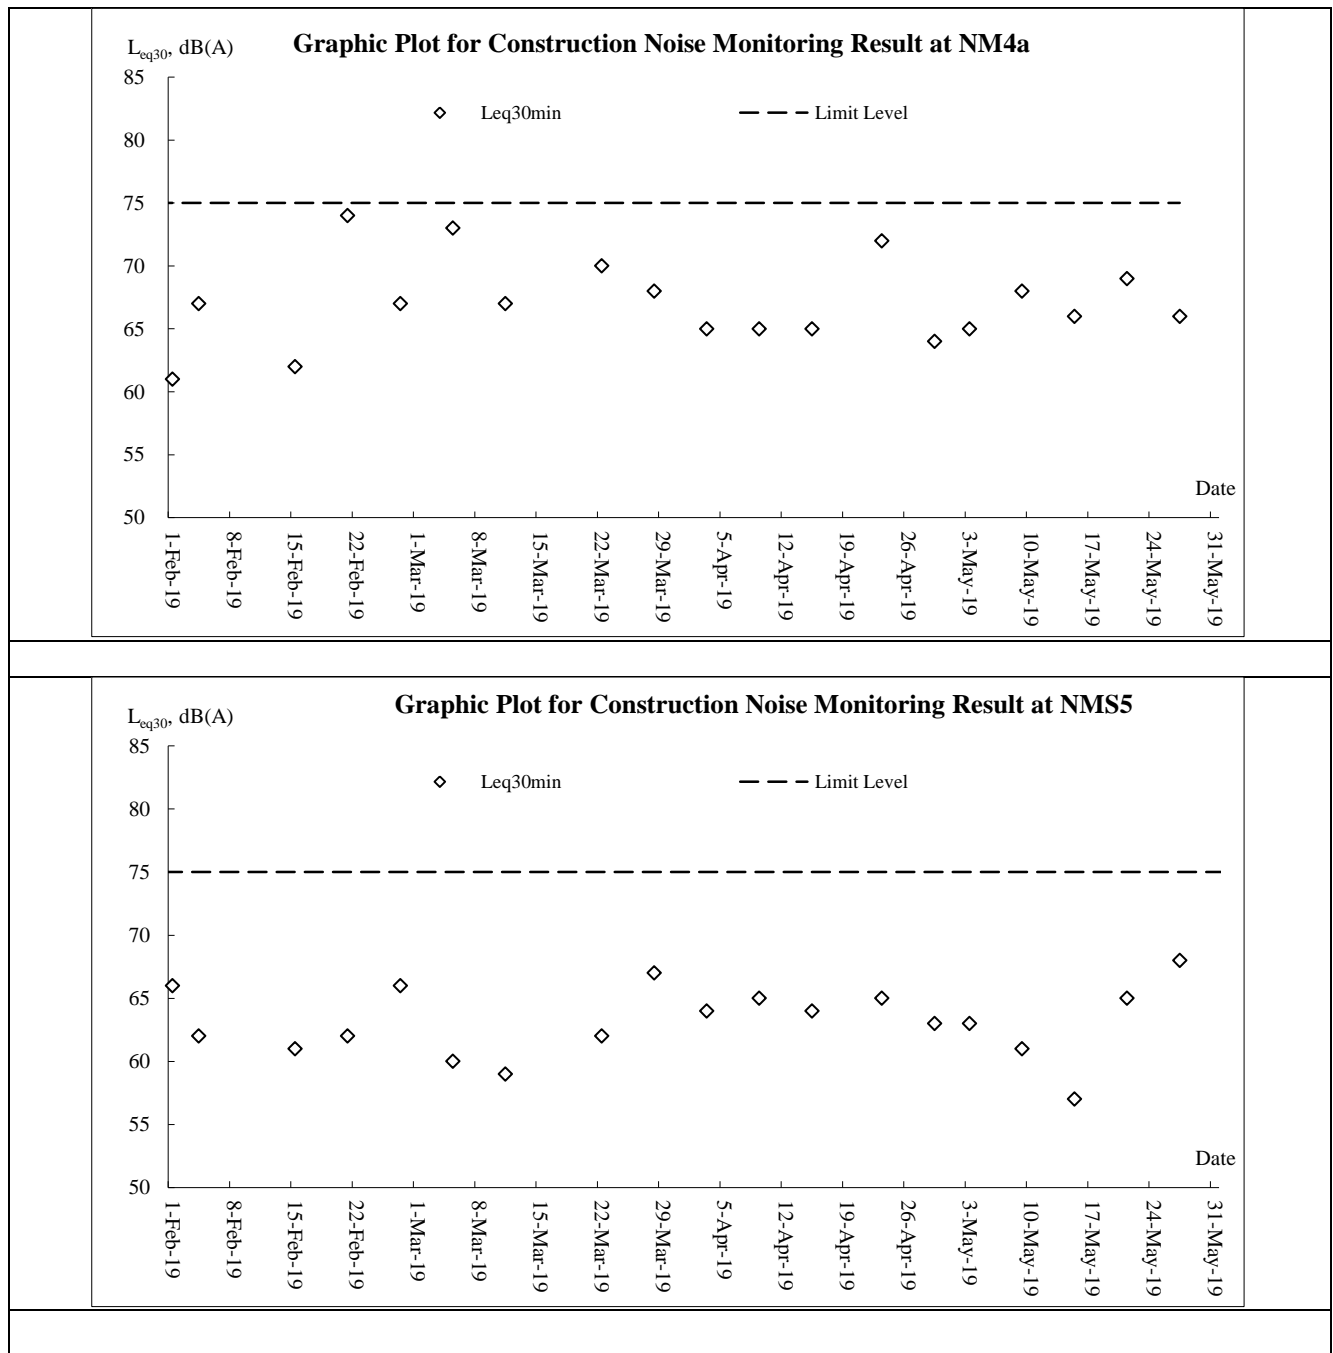 Graphic Plot for Construction Noise Monitoring Result at NM4a
Leq30, dB(A)
85
Leq30min
Limit Level
80
75
70
65
60
55
Date
50
1-Feb-19
8-Feb-19
15-Feb-19
22-Feb-19
1-Mar-19
8-Mar-19
15-Mar-19
22-Mar-19
29-Mar-19
5-Apr-19
12-Apr-19
19-Apr-19
26-Apr-19
3-May-19
10-May-19
17-May-19
24-May-19
31-May-19
Graphic Plot for Construction Noise Monitoring Result at NMS5
Leq30, dB(A)
85
Leq30min
Limit Level
80
75
70
65
60
55
Date
50
1-Feb-19
8-Feb-19
15-Feb-19
22-Feb-19
1-Mar-19
8-Mar-19
15-Mar-19
22-Mar-19
29-Mar-19
5-Apr-19
12-Apr-19
19-Apr-19
26-Apr-19
3-May-19
10-May-19
17-May-19
24-May-19
31-May-19